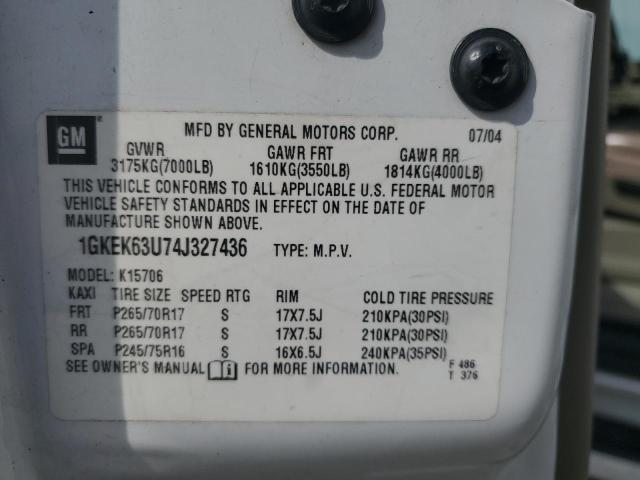 GM
MFD BY GENERAL MOTORS CORP. 07/04
GVWR GAWR FRT GAWR RR
3175KG(7000LB) 1610KG(3550LB) 1814KG(4000LB)
THIS VEHICLE CONFORMS TO ALL APPLICABLE U.S. FEDERAL MOTOR
VEHICLE SAFETY STANDARDS IN EFFECT ON THE DATE OF
MANUFACTURE SHOWN ABOVE.
1GKEK63U74J327436 TYPE: M.P.V.
MODEL: K15706
KAXI TIRE SIZE SPEED RTG RIM COLD TIRE PRESSURE
FRT P265/70R17 S 17X7.5J 210KPA(30PSI)
RR P265/70R17 S 17X7.5J 210KPA(30PSI)
SPA P245/75R16 S 16X6.5J 240KPA(35PSI)
SEE OWNER'S MANUAL i FOR MORE INFORMATION. F 486
T 376